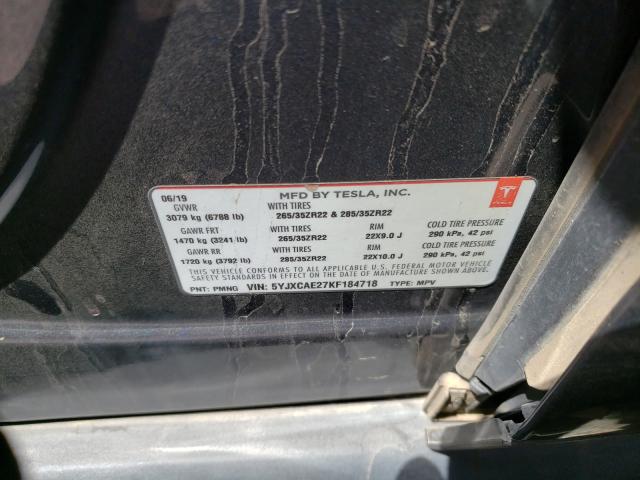 06/19 MFD BY TESLA, INC.
GVWR WITH TIRES
3079 kg (6788 lb) 265/35ZR22 & 285/35ZR22
GAWR FRT WITH TIRES RIM COLD TIRE PRESSURE
1470 kg (3241 lb) 265/35ZR22 22X9.0 J 290 kPa, 42 psi
GAWR RR WITH TIRES RIM COLD TIRE PRESSURE
1720 kg (3792 lb) 285/35ZR22 22X10.0 J 290 kPa, 42 psi
THIS VEHICLE CONFORMS TO ALL APPLICABLE U.S. FEDERAL MOTOR VEHICLE
SAFETY STANDARDS IN EFFECT ON THE DATE OF MANUFACTURE SHOWN ABOVE.
PNT: PMNG VIN: 5YJXCAE27KF184718 TYPE: MPV
TESLA